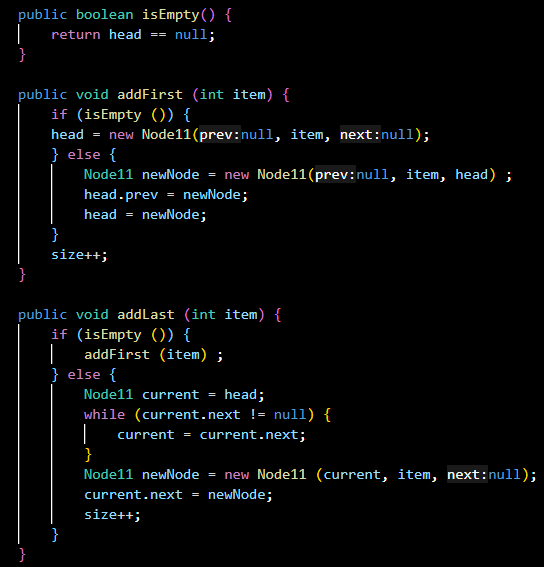 public boolean isEmpty() {
    return head == null;
}

public void addFirst (int item) {
    if (isEmpty ()) {
    head = new Node11(prev:null, item, next:null);
    } else {
        Node11 newNode = new Node11(prev:null, item, head) ;
        head.prev = newNode;
        head = newNode;
    }
    size++;
}

public void addLast (int item) {
    if (isEmpty ()) {
        addFirst (item) ;
    } else {
        Node11 current = head;
        while (current.next != null) {
            current = current.next;
        }
        Node11 newNode = new Node11 (current, item, next:null);
        current.next = newNode;
        size++;
    }
}